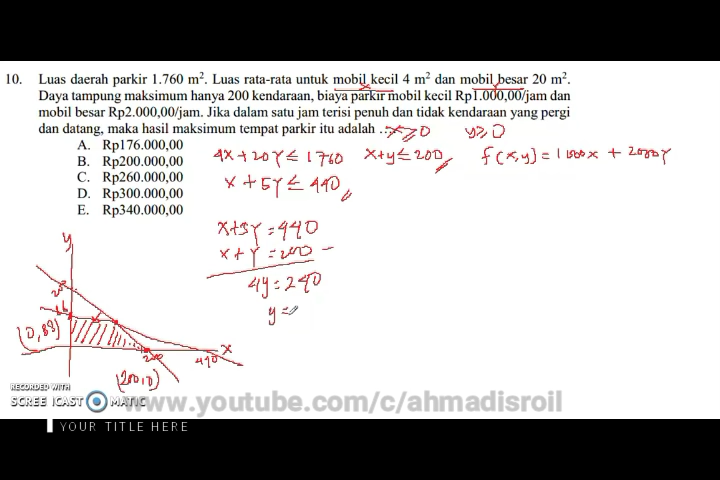 10. Luas daerah parkir 1.760 m². Luas rata-rata untuk mobil kecil 4 m² dan mobil besar 20 m².
Daya tampung maksimum hanya 200 kendaraan, biaya parkir mobil kecil Rp1.000,00/jam dan
mobil besar Rp2.000,00/jam. Jika dalam satu jam terisi penuh dan tidak kendaraan yang pergi
dan datang, maka hasil maksimum tempat parkir itu adalah ... x ≥ 0 y ≥ 0
A. Rp176.000,00
B. Rp200.000,00
C. Rp260.000,00
D. Rp300.000,00
E. Rp340.000,00
x
y
4x + 20y ≤ 1760 x + y ≤ 200 f(x,y) = 1000x + 2000y
x + 5y ≤ 440
x + 5y = 440
x + y = 200 -
4y = 240
y =
y
200
88
(0,88)
x
200
440
(200,0)
RECORDED WITH
SCREENCAST MATIC
www.youtube.com/c/ahmadisroil
YOUR TITLE HERE